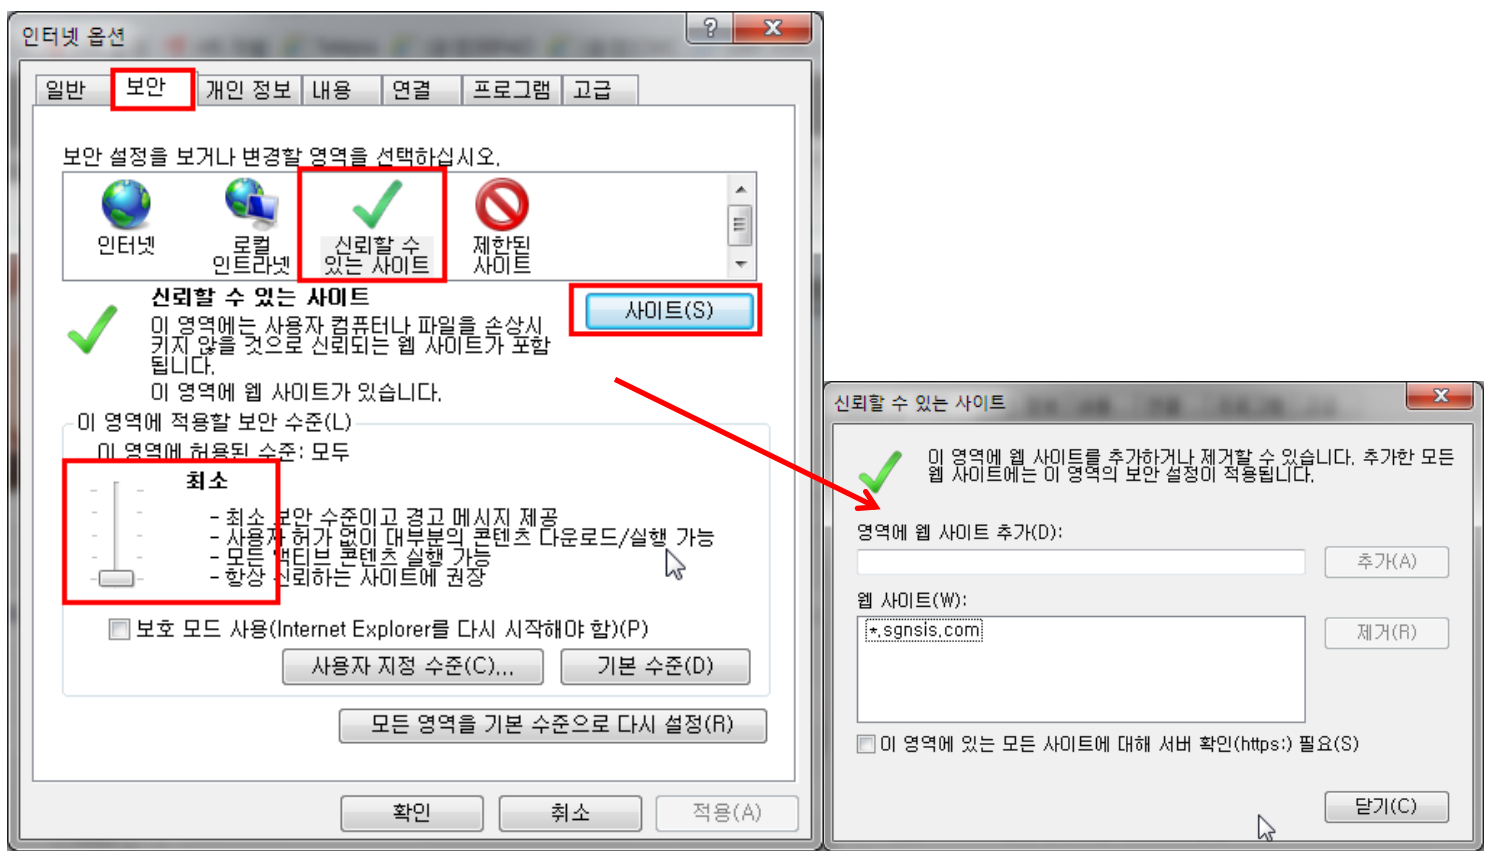 인터넷 옵션
일반 보안 개인 정보 내용 연결 프로그램 고급
보안 설정을 보거나 변경할 영역을 선택하십시오.
인터넷
로컬
인트라넷
신뢰할 수
있는 사이트
제한된
사이트
신뢰할 수 있는 사이트
사이트(S)
이 영역에는 사용자 컴퓨터나 파일을 손상시
키지 않을 것으로 신뢰되는 웹 사이트가 포함
됩니다.
이 영역에 웹 사이트가 있습니다.
이 영역에 적용할 보안 수준(L)
이 영역에 허용된 수준: 모두
최소
- 최소 보안 수준이고 경고 메시지 제공
- 사용자 허가 없이 대부분의 콘텐츠 다운로드/실행 가능
- 모든 액티브 콘텐츠 실행 가능
- 항상 신뢰하는 사이트에 권장
보호 모드 사용(Internet Explorer를 다시 시작해야 함)(P)
사용자 지정 수준(C)... 기본 수준(D)
모든 영역을 기본 수준으로 다시 설정(R)
확인 취소 적용(A)
신뢰할 수 있는 사이트
이 영역에 웹 사이트를 추가하거나 제거할 수 있습니다. 추가한 모든
웹 사이트에는 이 영역의 보안 설정이 적용됩니다.
영역에 웹 사이트 추가(D):
추가(A)
웹 사이트(W):
*.sgnsis.com
제거(R)
이 영역에 있는 모든 사이트에 대해 서버 확인(https:) 필요(S)
닫기(C)